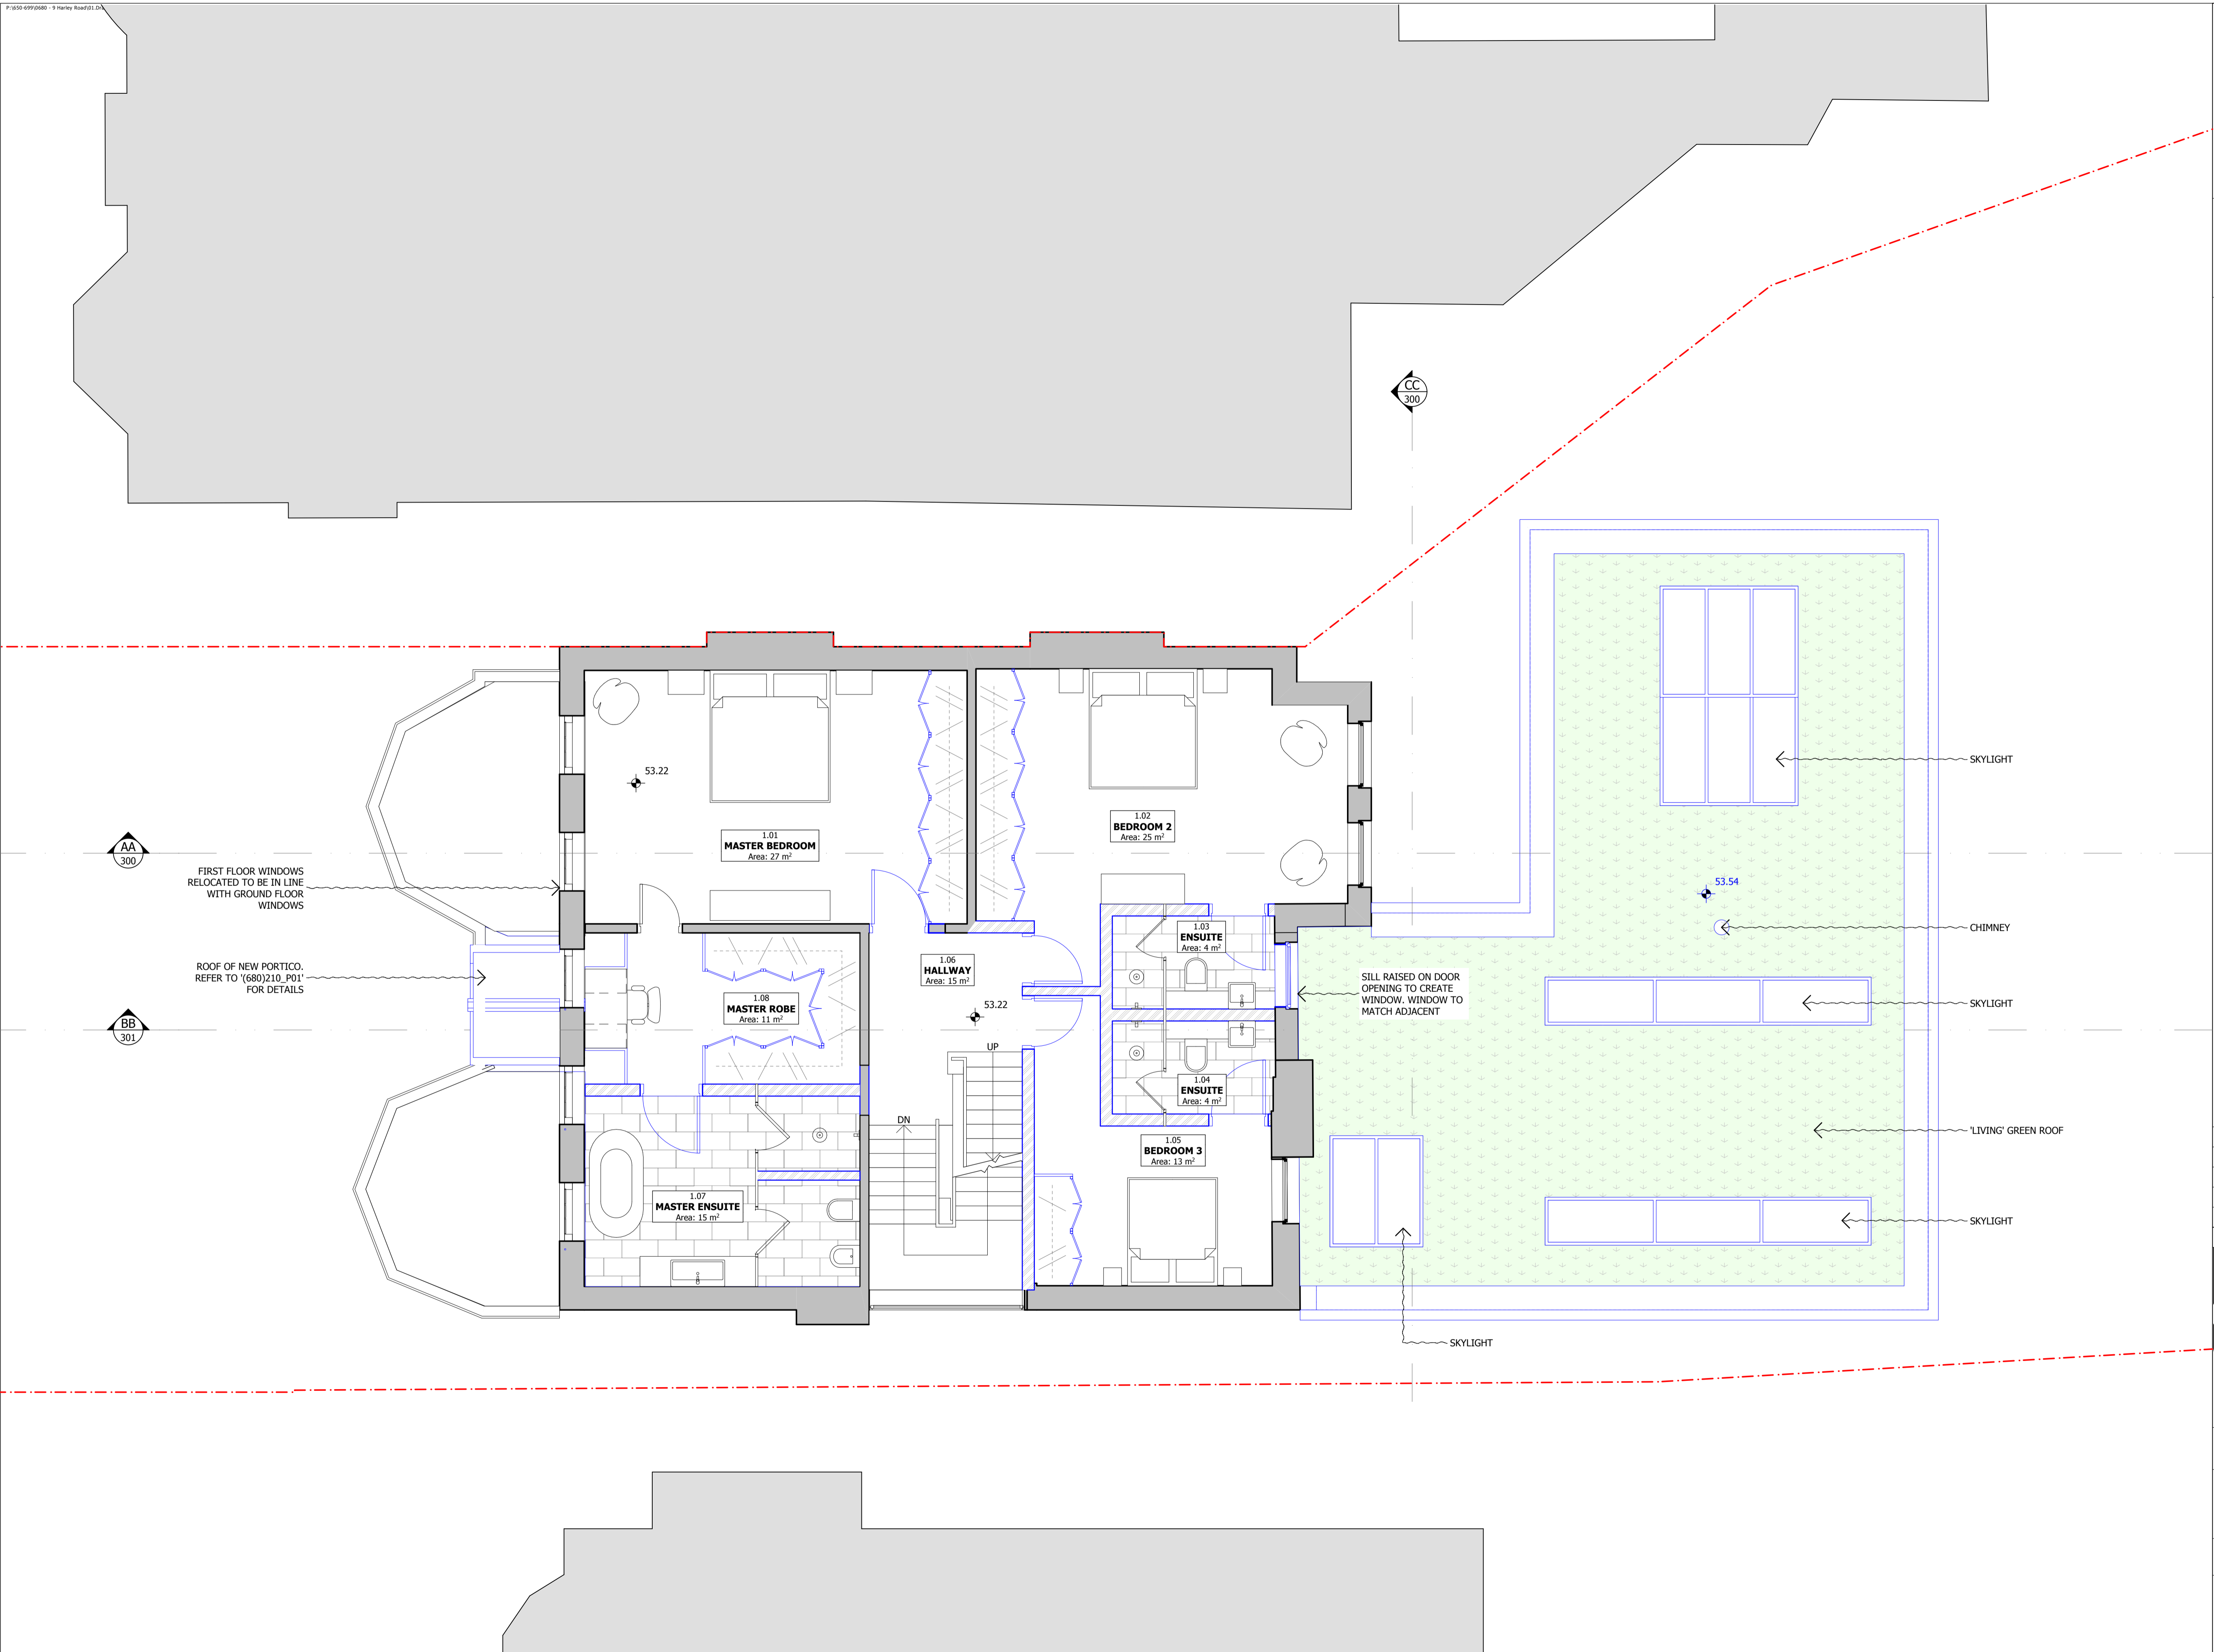 P:\650-699\0680 - 9 Harley Road\01.Dra
CC
300
SKYLIGHT
53.22
1.01
MASTER BEDROOM
Area: 27 m²
1.02
BEDROOM 2
Area: 25 m²
AA
300
FIRST FLOOR WINDOWS
RELOCATED TO BE IN LINE
WITH GROUND FLOOR
WINDOWS
53.54
CHIMNEY
1.03
ENSUITE
Area: 4 m²
1.06
HALLWAY
Area: 15 m²
ROOF OF NEW PORTICO.
REFER TO '(680)210_P01'
FOR DETAILS
1.08
MASTER ROBE
Area: 11 m²
SILL RAISED ON DOOR
OPENING TO CREATE
WINDOW. WINDOW TO
MATCH ADJACENT
SKYLIGHT
53.22
BB
301
UP
1.04
ENSUITE
Area: 4 m²
DN
1.05
BEDROOM 3
Area: 13 m²
'LIVING' GREEN ROOF
1.07
MASTER ENSUITE
Area: 15 m²
SKYLIGHT
SKYLIGHT